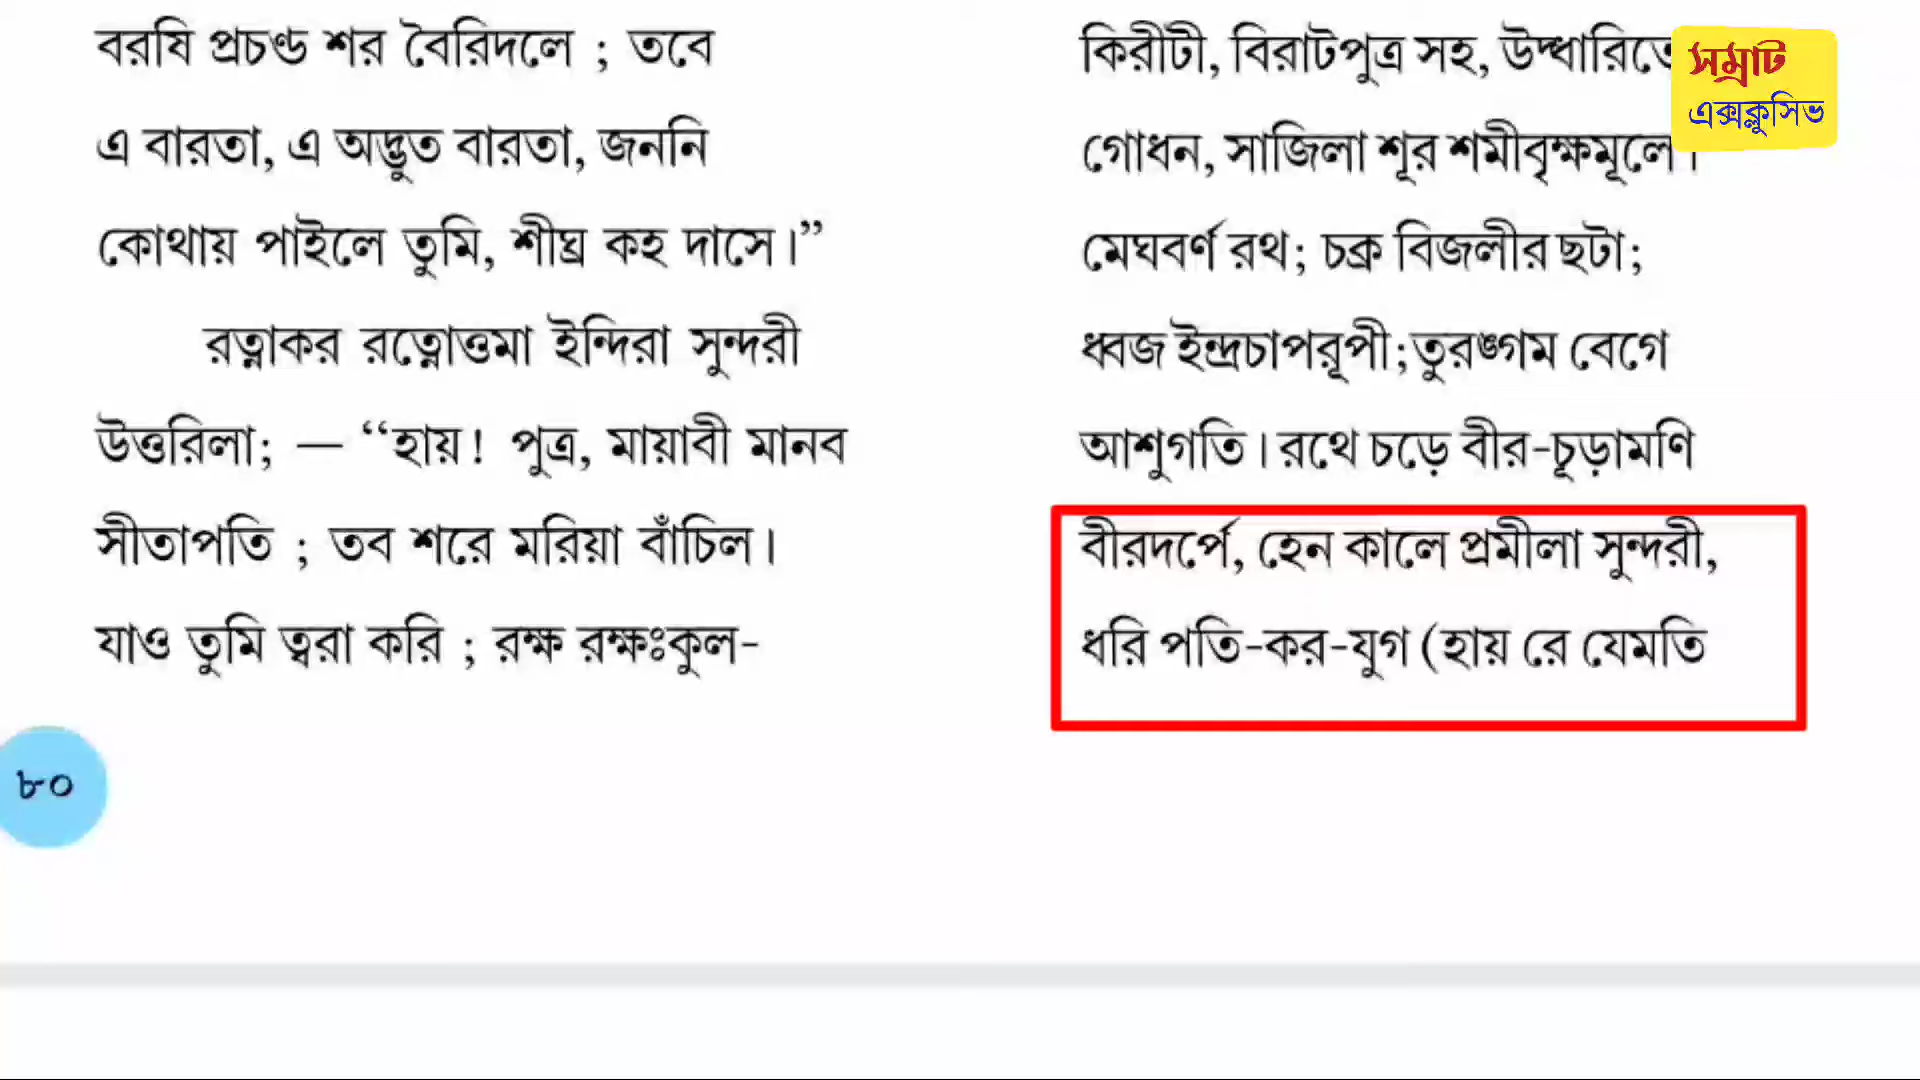 বরষি প্রচণ্ড শর বৈরিদলে ; তবে
এ বারতা, এ অদ্ভুত বারতা, জননি
কোথায় পাইলে তুমি, শীঘ্র কহ দাসে।”
রত্নাকর রত্নোত্তমা ইন্দিরা সুন্দরী
উত্তরিলা; — “হায়! পুত্র, মায়াবী মানব
সীতাপতি ; তব শরে মরিয়া বাঁচিল।
যাও তুমি ত্বরা করি ; রক্ষ রক্ষঃকুল-
৮০
কিরীটী, বিরাটপুত্র সহ, উদ্ধারিতে
গোধন, সাজিলা শূর শমীবৃক্ষমূলে।
মেঘবর্ণ রথ; চক্র বিজলীর ছটা;
ধ্বজ ইন্দ্রচাপরূপী; তুরঙ্গম বেগে
আশুগতি। রথে চড়ে বীর-চূড়ামণি
বীরদর্পে, হেন কালে প্রমীলা সুন্দরী,
ধরি পতি-কর-যুগ (হায় রে যেমতি
সম্রাট
এক্সক্লুসিভ